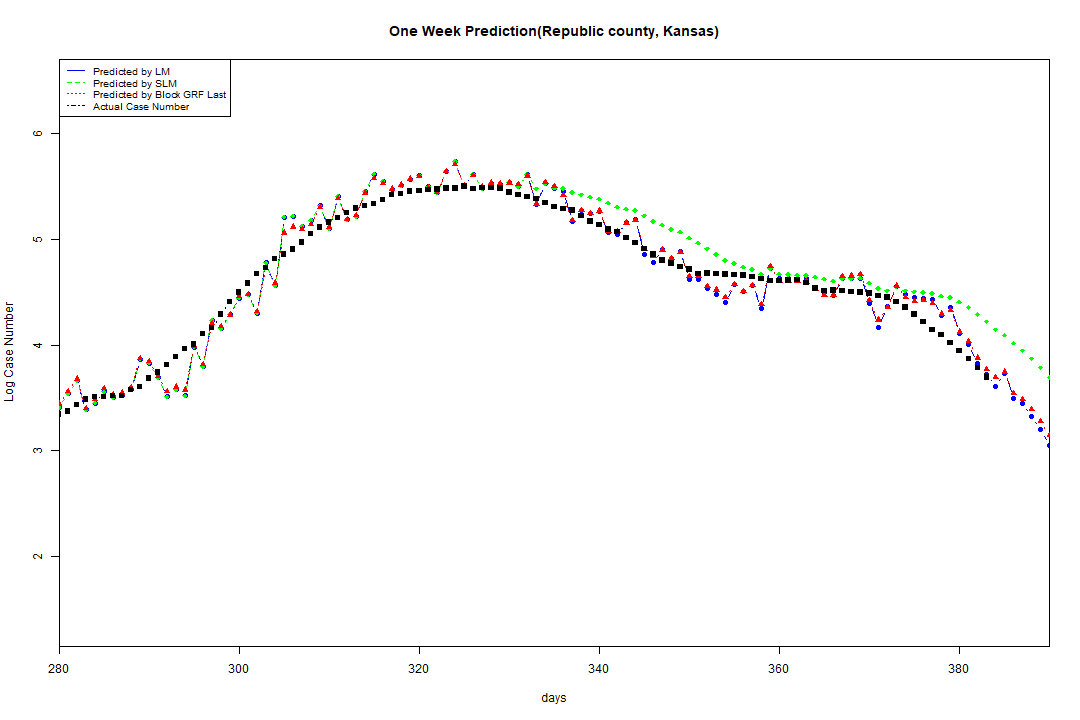 One Week Prediction(Republic county, Kansas)
Predicted by LM
Predicted by SLM
Predicted by Block GRF Last
Actual Case Number
6
5
4
3
2
Log Case Number
280 300 320 340 360 380
days